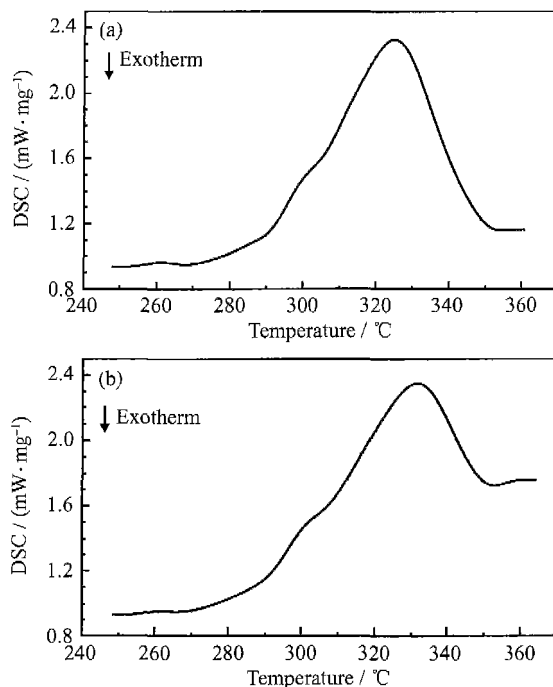 (a)
↓ Exotherm
DSC / (mW·mg⁻¹)
2.4
2.0
1.6
1.2
0.8
240 260 280 300 320 340 360
Temperature / ℃
(b)
↓ Exotherm
DSC / (mW·mg⁻¹)
2.4
2.0
1.6
1.2
0.8
240 260 280 300 320 340 360
Temperature / ℃